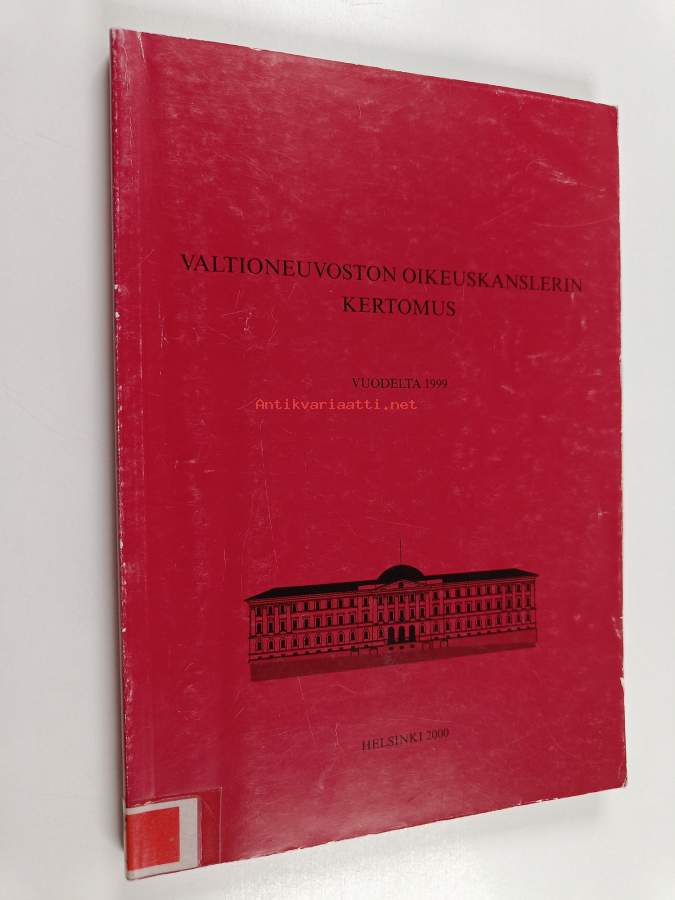 VALTIONEUVOSTON OIKEUSKANSLERIN
KERTOMUS
VUODELTA 1999
Antikvariaatti.net
HELSINKI 2000